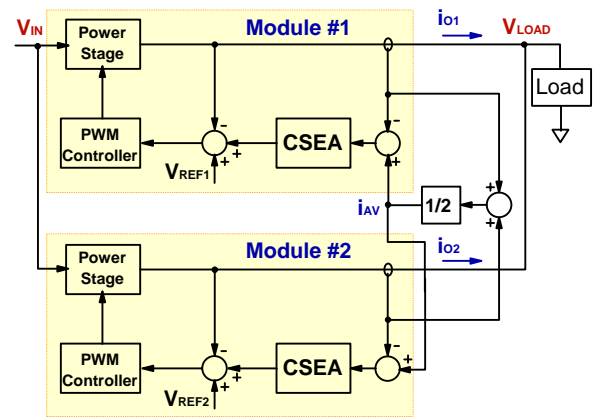 Module #1
iO1
VIN
VLOAD
Power
Stage
Load
-
-
PWM
Controller
CSEA
+
+
+
+
+
VREF1
iAV
1/2
+
Module #2
iO2
Power
Stage
-
-
PWM
Controller
CSEA
+
+
+
VREF2